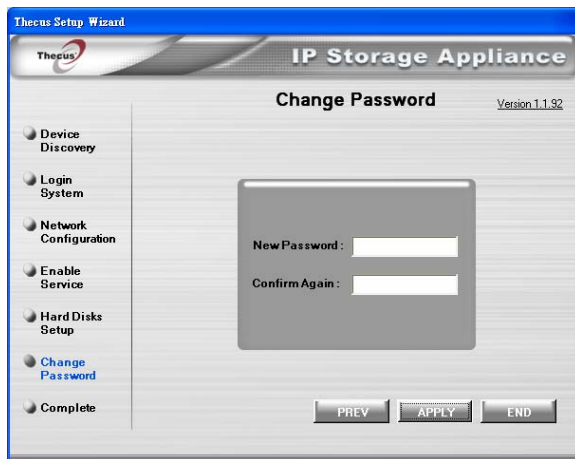 Thecus Setup Wizard
Thecus
IP Storage Appliance
Change Password
Version 1.1.92
Device
Discovery
Login
System
Network
Configuration
Enable
Service
Hard Disks
Setup
Change
Password
Complete
New Password :
Confirm Again :
PREV
APPLY
END